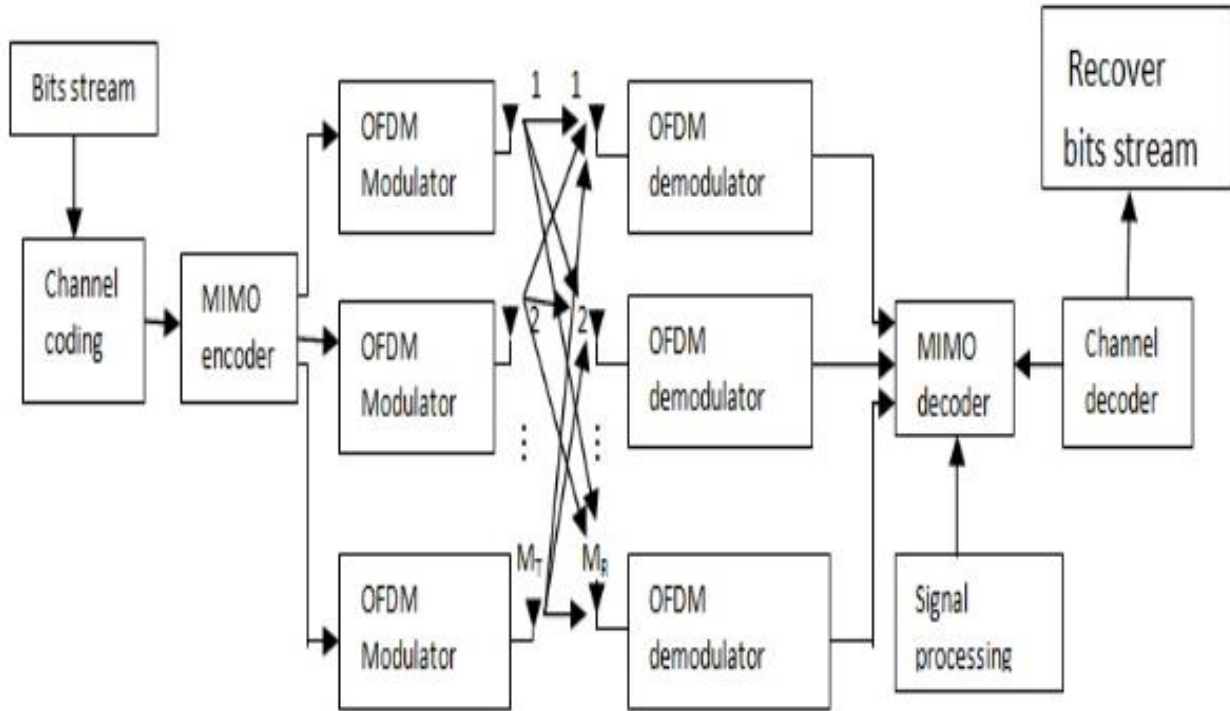 Bits stream
Channel
coding
MIMO
encoder
OFDM
Modulator
OFDM
Modulator
OFDM
Modulator
1
1
2
2
⋮
⋮
M_T
M_R
OFDM
demodulator
OFDM
demodulator
OFDM
demodulator
MIMO
decoder
Signal
processing
Channel
decoder
Recover
bits stream